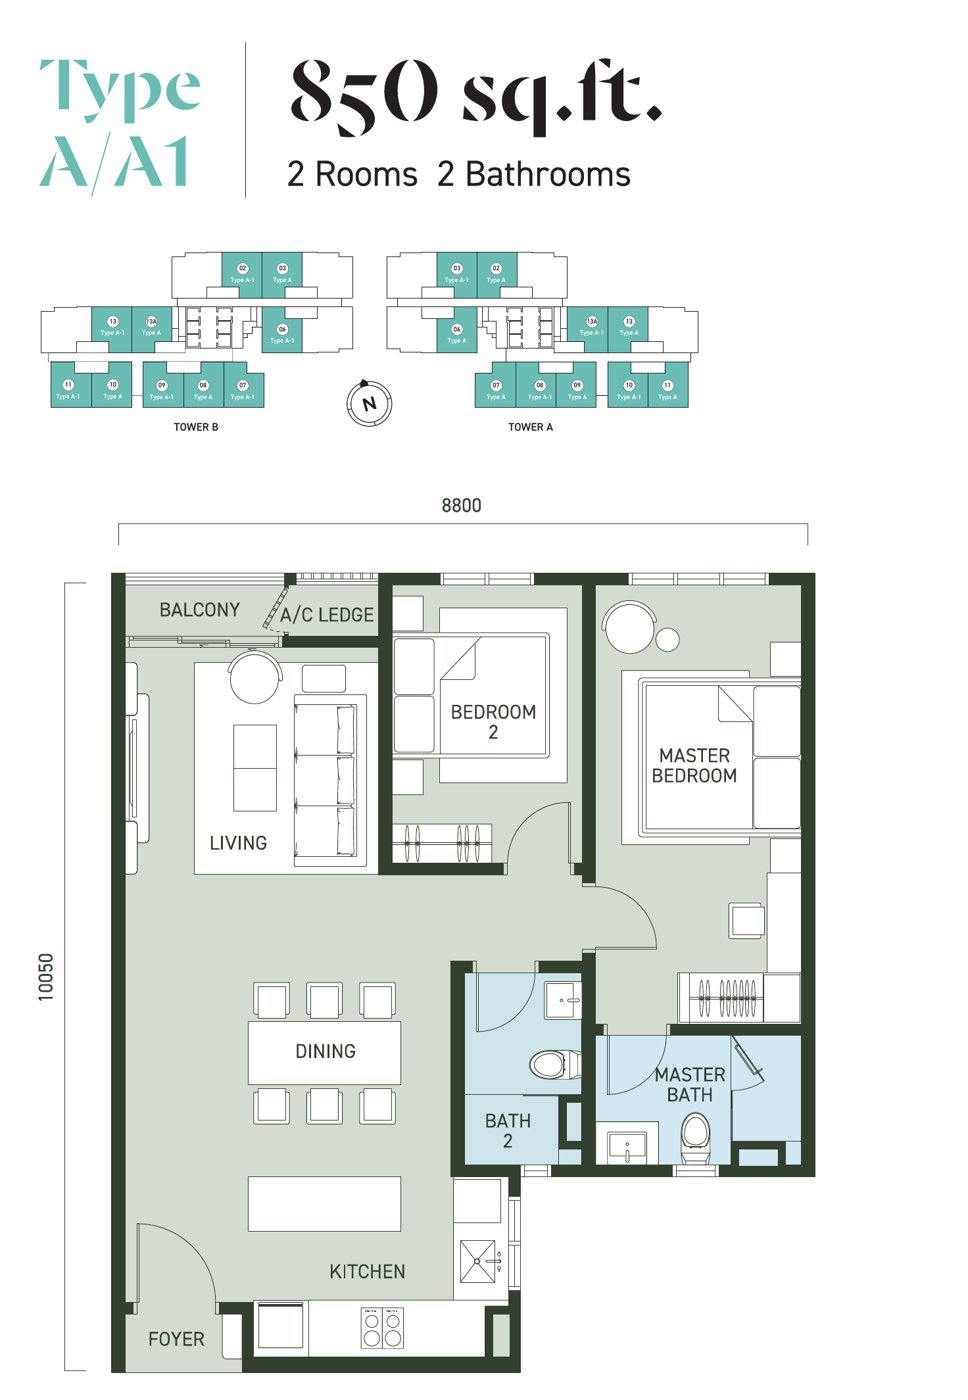 Type
A/A1
850 sq.ft.
2 Rooms 2 Bathrooms
02 03
Type A-1 Type A
13 13A
Type A-1 Type A
06
Type A-1
11 10 09 08 07
Type A-1 Type A Type A-1 Type A Type A-1
TOWER B
N
03 02
Type A-1 Type A
06
Type A
13A 13
Type A-1 Type A
07 08 09 10 11
Type A Type A-1 Type A Type A-1 Type A
TOWER A
8800
10050
BALCONY
A/C LEDGE
BEDROOM
2
MASTER
BEDROOM
LIVING
DINING
MASTER
BATH
BATH
2
KITCHEN
FOYER